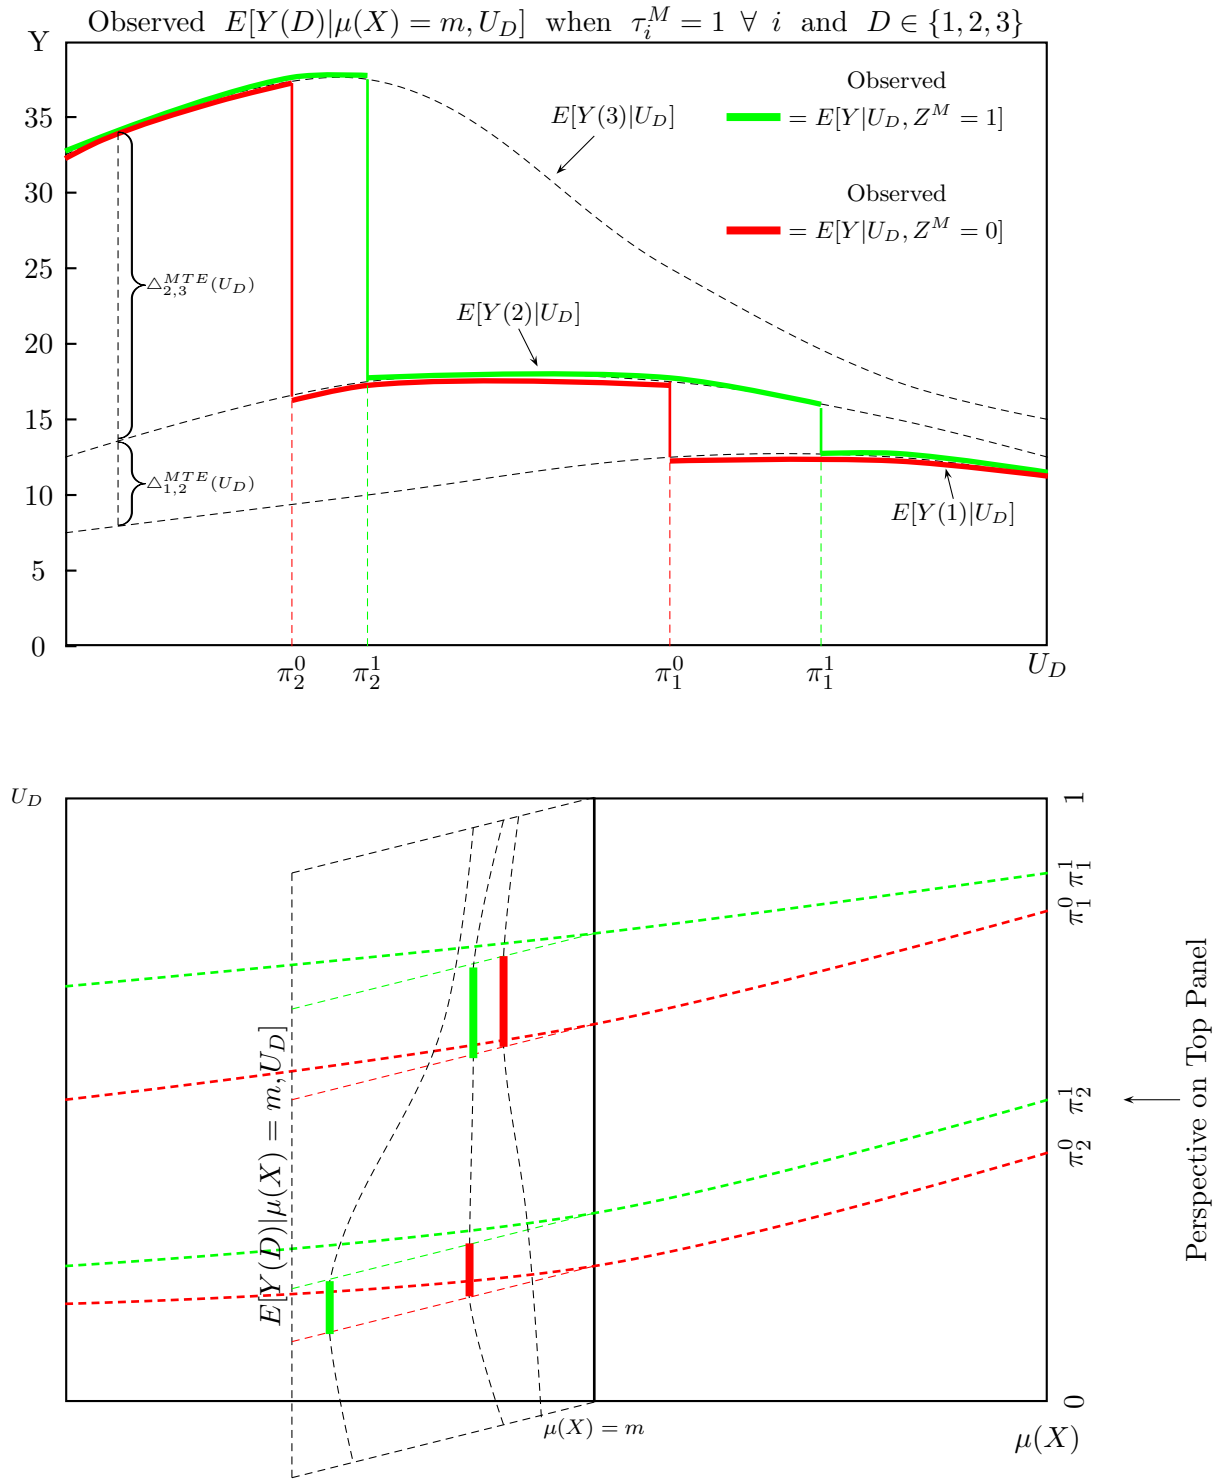 Observed E[Y(D)|μ(X) = m, U_D] when τ_i^M = 1 ∀ i and D ∈ {1, 2, 3}
Y
35
30
25
20
15
10
5
0
Observed
= E[Y|U_D, Z^M = 1]
Observed
= E[Y|U_D, Z^M = 0]
E[Y(3)|U_D]
E[Y(2)|U_D]
E[Y(1)|U_D]
△_{2,3}^{MTE}(U_D)
△_{1,2}^{MTE}(U_D)
π_2^0
π_2^1
π_1^0
π_1^1
U_D
U_D
E[Y(D)|μ(X) = m, U_D]
μ(X) = m
1
π_1^1
π_1^0
π_2^1
π_2^0
0
μ(X)
Perspective on Top Panel